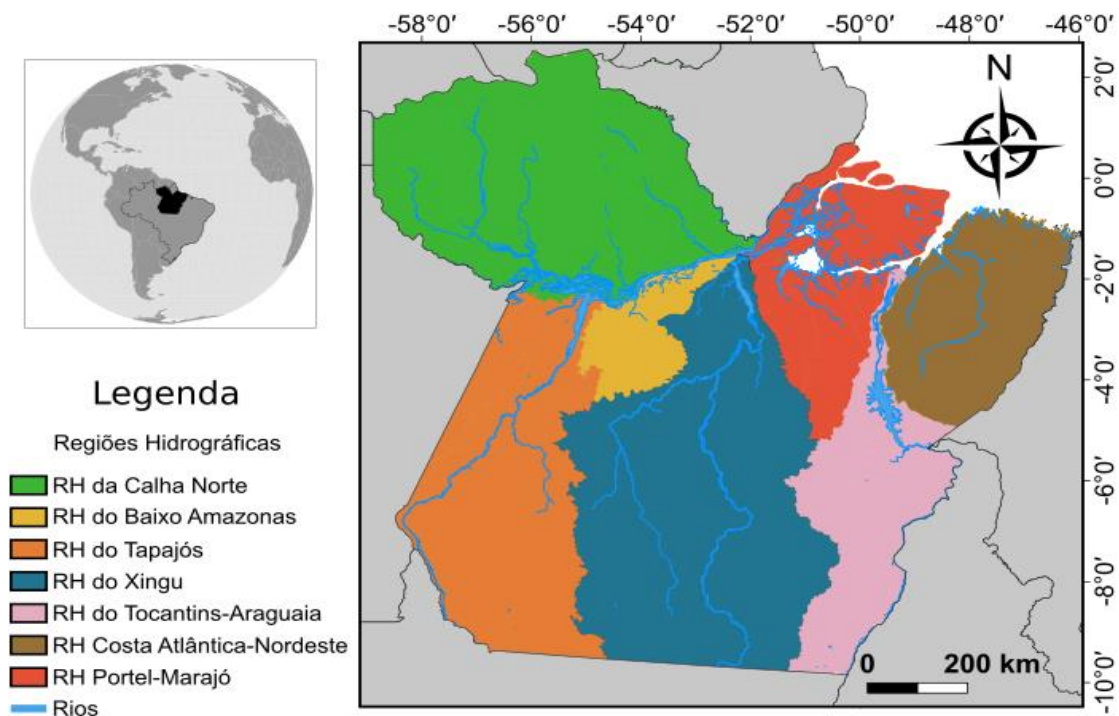 -58°0' -56°0' -54°0' -52°0' -50°0' -48°0' -46°0'
N
2°0'
0°0'
-2°0'
-4°0'
-6°0'
-8°0'
-10°0'
0 200 km
Legenda
Regiões Hidrográficas
RH da Calha Norte
RH do Baixo Amazonas
RH do Tapajós
RH do Xingu
RH do Tocantins-Araguaia
RH Costa Atlântica-Nordeste
RH Portel-Marajó
Rios